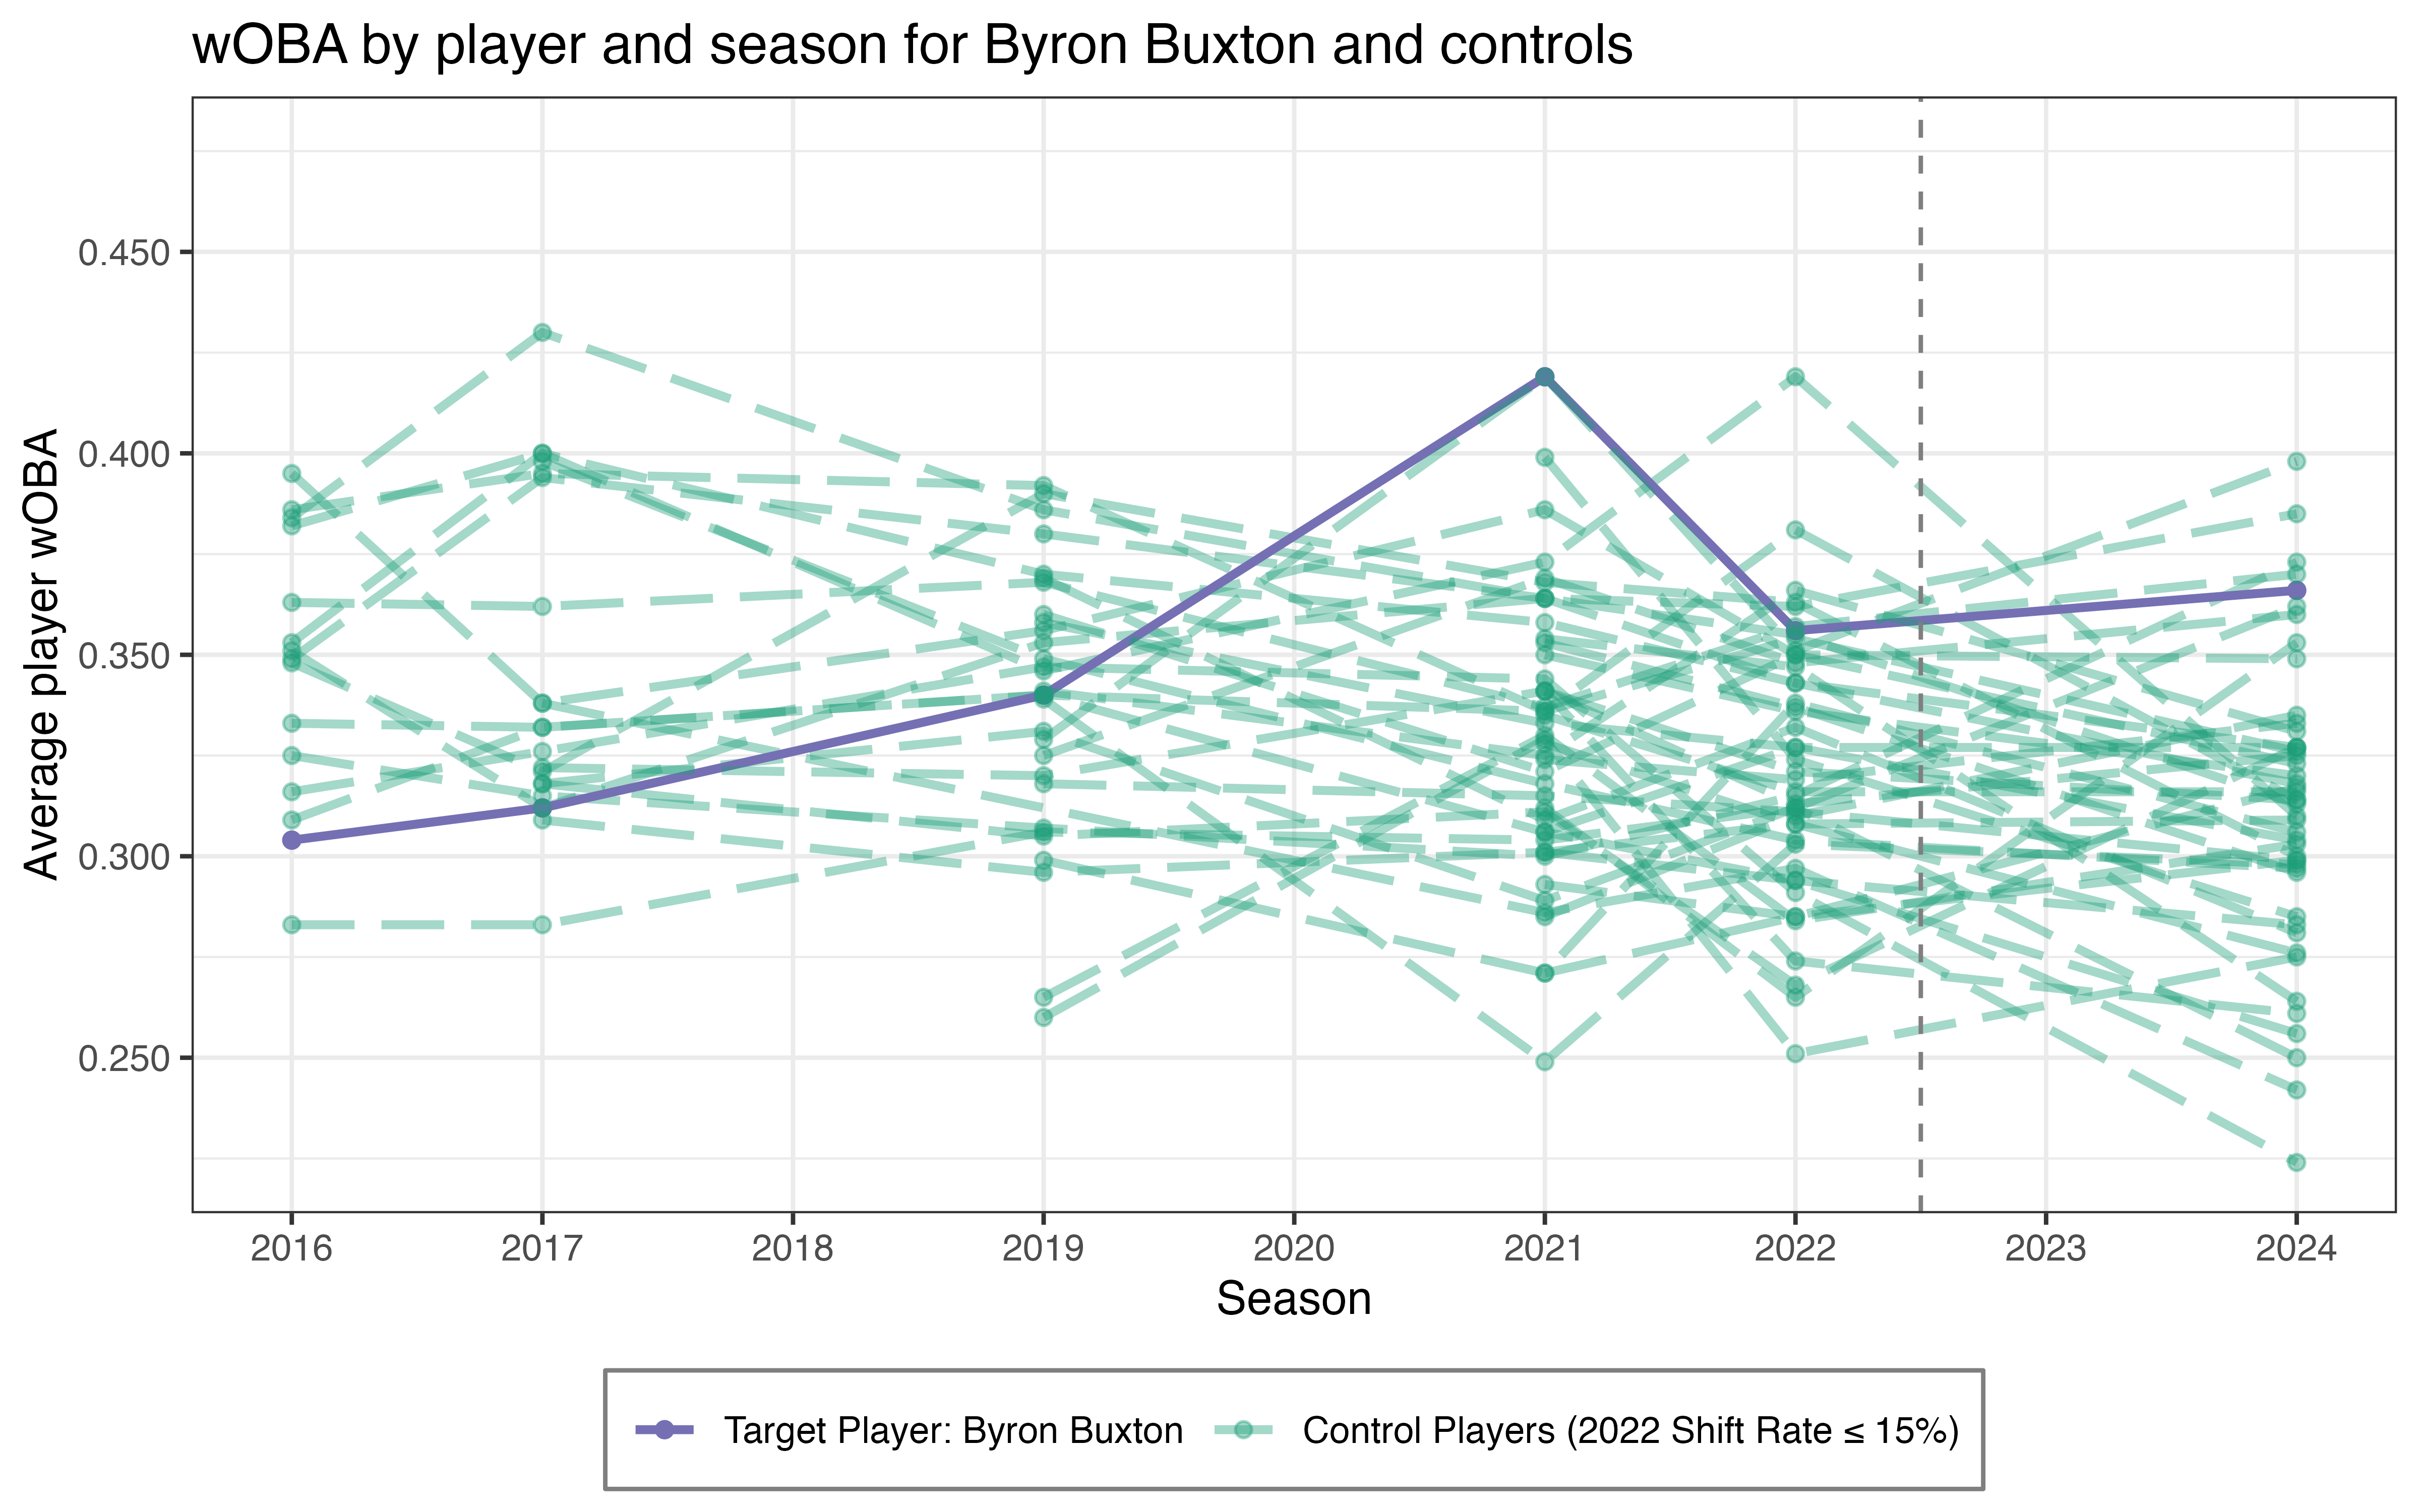 wOBA by player and season for Byron Buxton and controls
Average player wOBA
0.450
0.400
0.350
0.300
0.250
2016 2017 2018 2019 2020 2021 2022 2023 2024
Season
Target Player: Byron Buxton Control Players (2022 Shift Rate ≤ 15%)